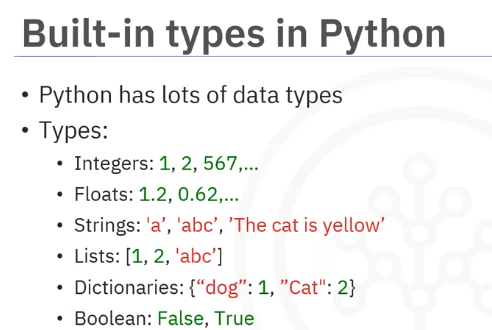 Built-in types in Python
• Python has lots of data types
• Types:
• Integers: 1, 2, 567,...
• Floats: 1.2, 0.62,...
• Strings: 'a’, 'abc’, ’The cat is yellow’
• Lists: [1, 2, 'abc’]
• Dictionaries: {“dog”: 1, ”Cat": 2}
• Boolean: False, True